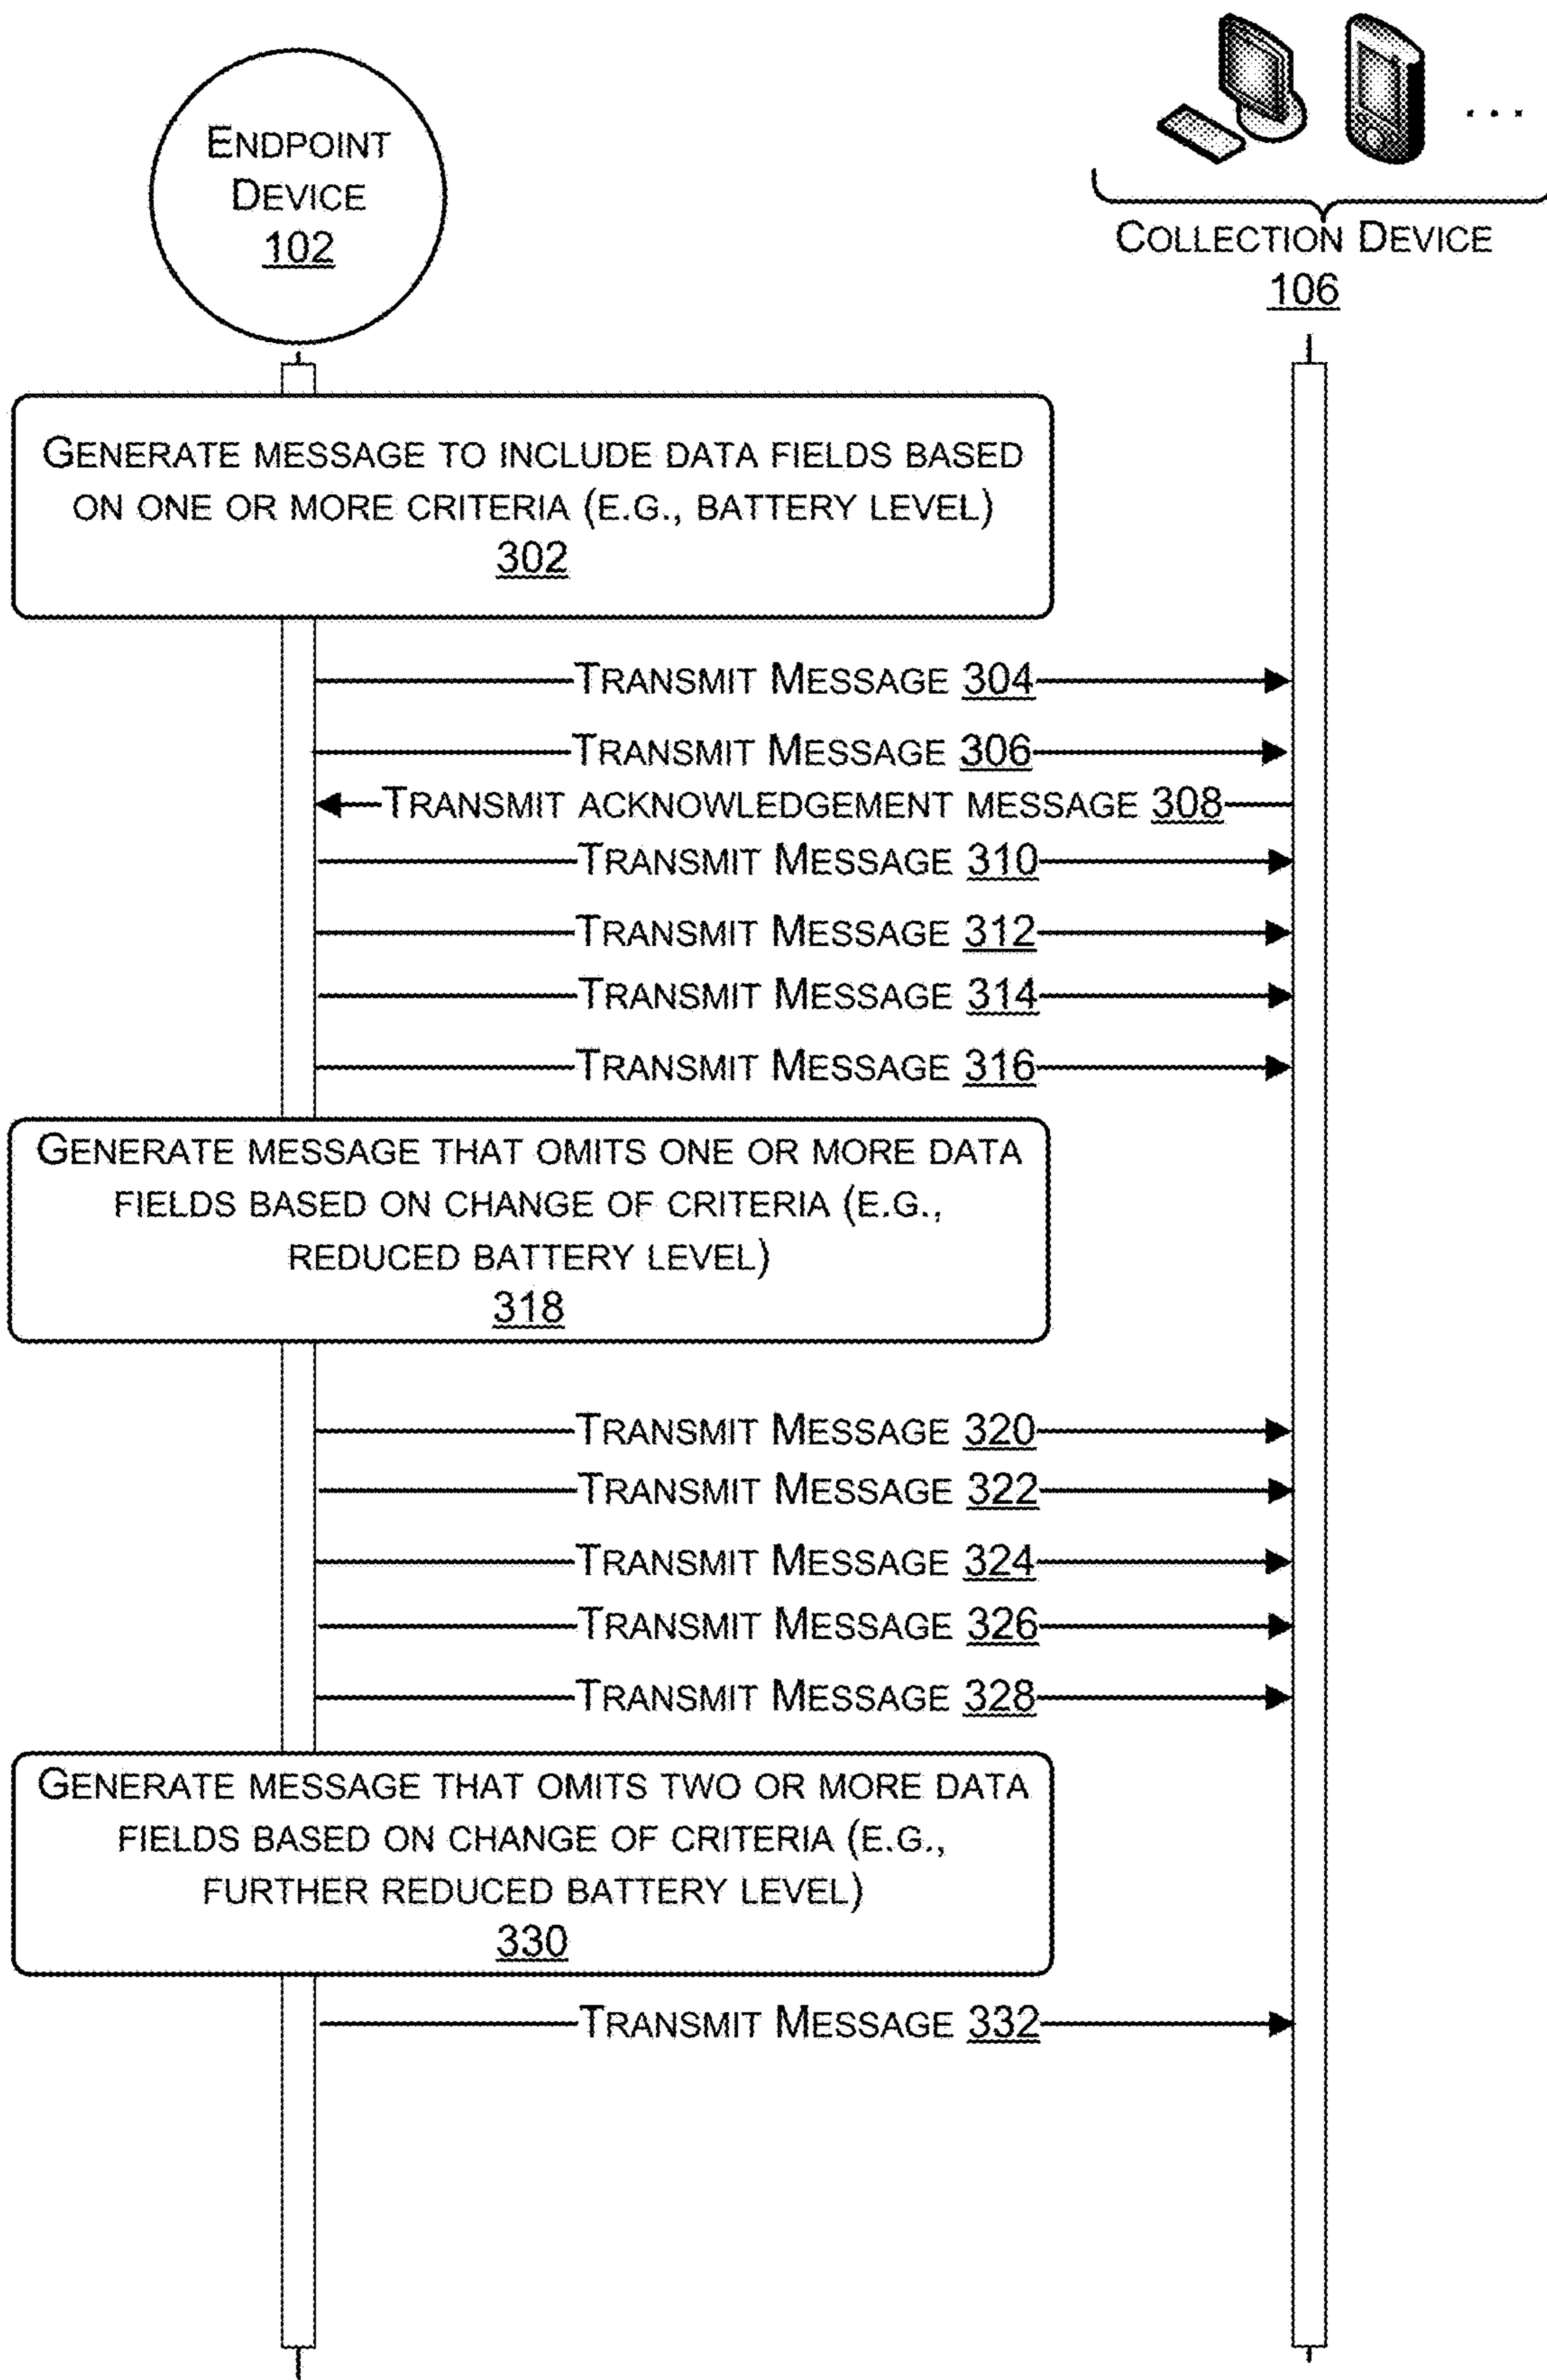 ENDPOINT
DEVICE
102
. . .
COLLECTION DEVICE
106
GENERATE MESSAGE TO INCLUDE DATA FIELDS BASED
ON ONE OR MORE CRITERIA (E.G., BATTERY LEVEL)
302
TRANSMIT MESSAGE 304
TRANSMIT MESSAGE 306
TRANSMIT ACKNOWLEDGEMENT MESSAGE 308
TRANSMIT MESSAGE 310
TRANSMIT MESSAGE 312
TRANSMIT MESSAGE 314
TRANSMIT MESSAGE 316
GENERATE MESSAGE THAT OMITS ONE OR MORE DATA
FIELDS BASED ON CHANGE OF CRITERIA (E.G.,
REDUCED BATTERY LEVEL)
318
TRANSMIT MESSAGE 320
TRANSMIT MESSAGE 322
TRANSMIT MESSAGE 324
TRANSMIT MESSAGE 326
TRANSMIT MESSAGE 328
GENERATE MESSAGE THAT OMITS TWO OR MORE DATA
FIELDS BASED ON CHANGE OF CRITERIA (E.G.,
FURTHER REDUCED BATTERY LEVEL)
330
TRANSMIT MESSAGE 332